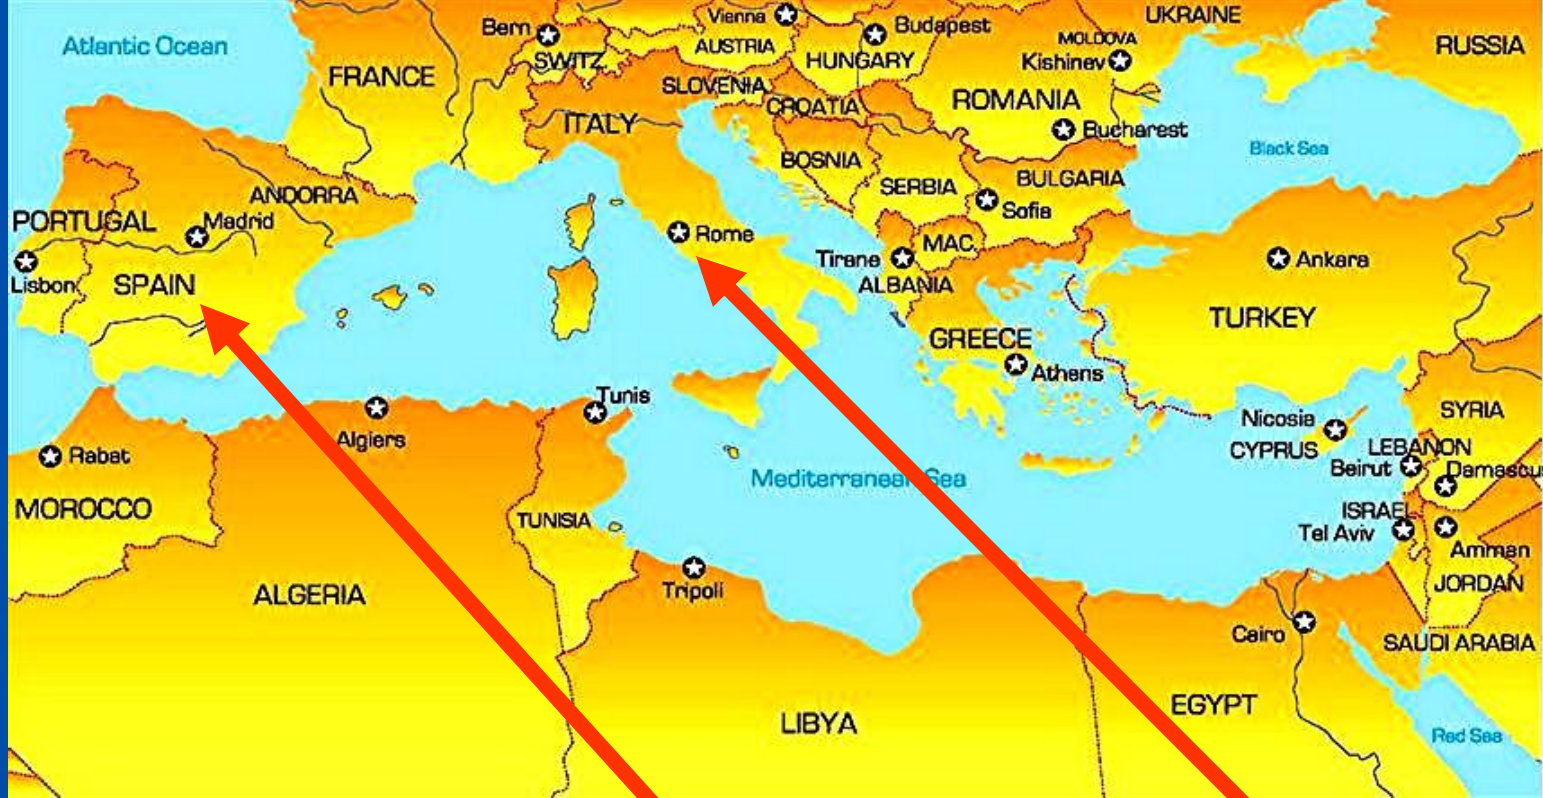 Atlantic Ocean
FRANCE
Bern
SWITZ.
Vienna
AUSTRIA
Budapest
HUNGARY
SLOVENIA
CROATIA
UKRAINE
MOLDOVA
Kishinev
RUSSIA
ROMANIA
Bucharest
ITALY
BOSNIA
SERBIA
BULGARIA
Sofia
Black Sea
ANDORRA
PORTUGAL
Madrid
Lisbon
SPAIN
Rome
Tirane
MAC.
ALBANIA
Ankara
TURKEY
GREECE
Athens
Tunis
Algiers
Rabat
MOROCCO
Mediterranean Sea
Nicosia
CYPRUS
SYRIA
LEBANON
Beirut
Damascus
ISRAEL
Tel Aviv
Amman
JORDAN
TUNISIA
Tripoli
ALGERIA
Cairo
SAUDI ARABIA
LIBYA
EGYPT
Red Sea